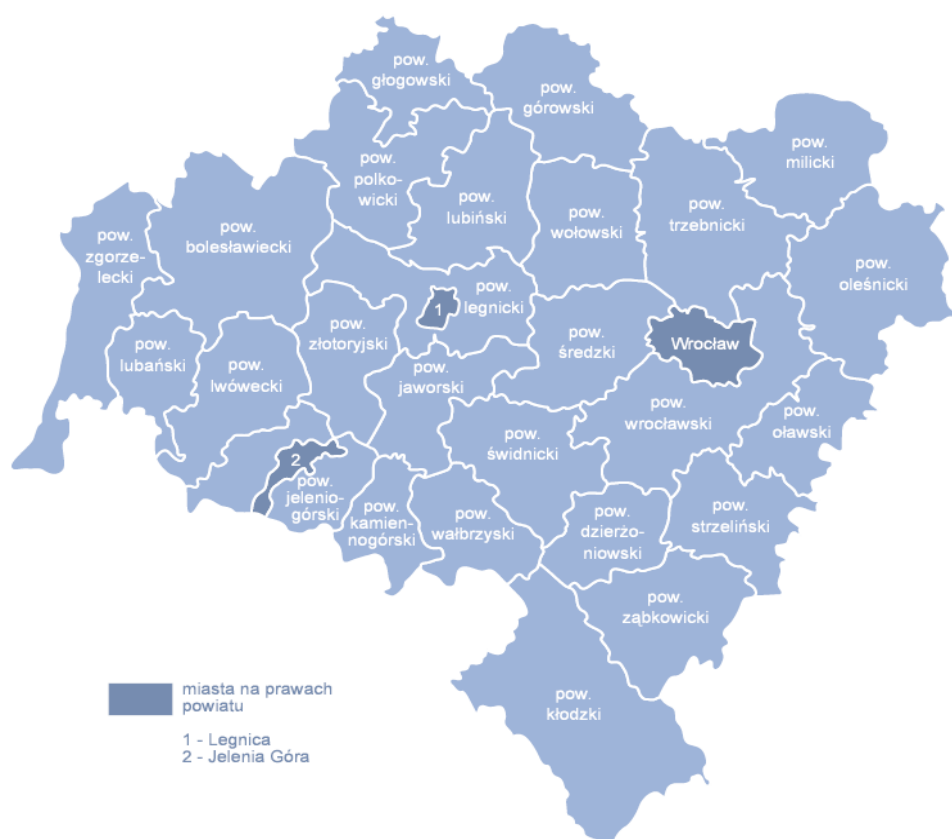 pow.
głogowski
pow.
górowski
pow.
milicki
pow.
polko-
wicki
pow.
lubiński
pow.
wołowski
pow.
trzebnicki
pow.
zgorze-
lecki
pow.
bolesławiecki
pow.
oleśnicki
pow.
legnicki
1
pow.
złotoryjski
pow.
średzki
Wrocław
pow.
lubański
pow.
lwówecki
pow.
jaworski
pow.
wrocławski
pow.
oławski
pow.
świdnicki
2
pow.
jelenio-
górski
pow.
kamien-
nogórski
pow.
wałbrzyski
pow.
dzierżo-
niowski
pow.
strzeliński
pow.
ząbkowicki
pow.
kłodzki
miasta na prawach
powiatu
1 - Legnica
2 - Jelenia Góra